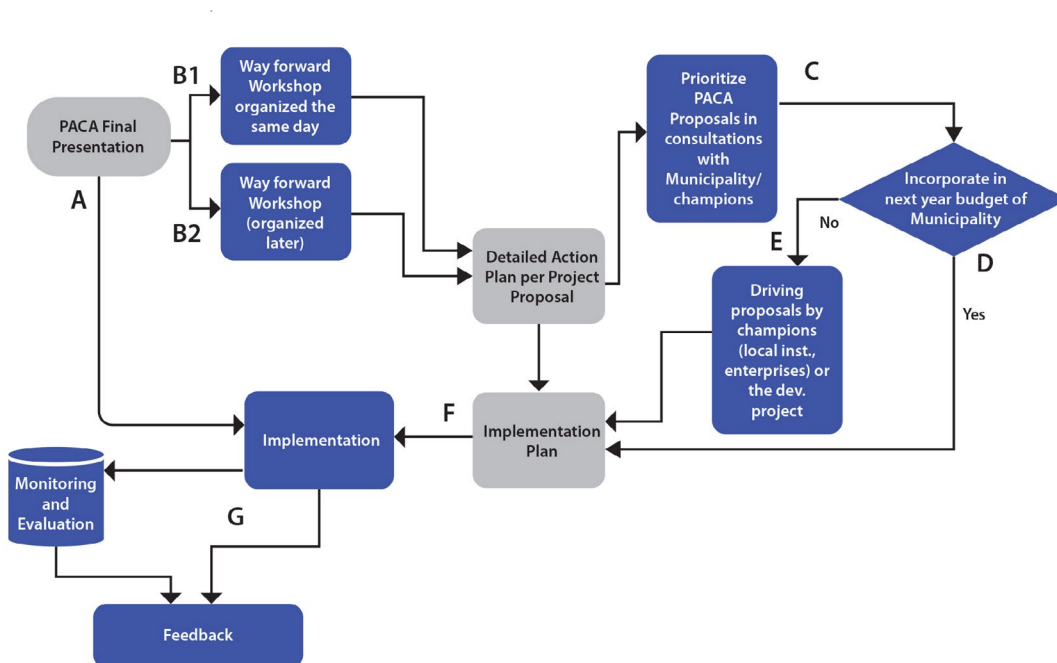 PACA Final
Presentation
A
B1
Way forward
Workshop
organized the
same day
B2
Way forward
Workshop
(organized
later)
Detailed Action
Plan per Project
Proposal
Prioritize
PACA
Proposals in
consultations
with
Municipality/
champions
C
Incorporate in
next year budget of
Municipality
No
E
D
Yes
Driving
proposals by
champions
(local inst.,
enterprises) or
the dev.
project
Implementation
Plan
F
Implementation
Monitoring
and
Evaluation
G
Feedback